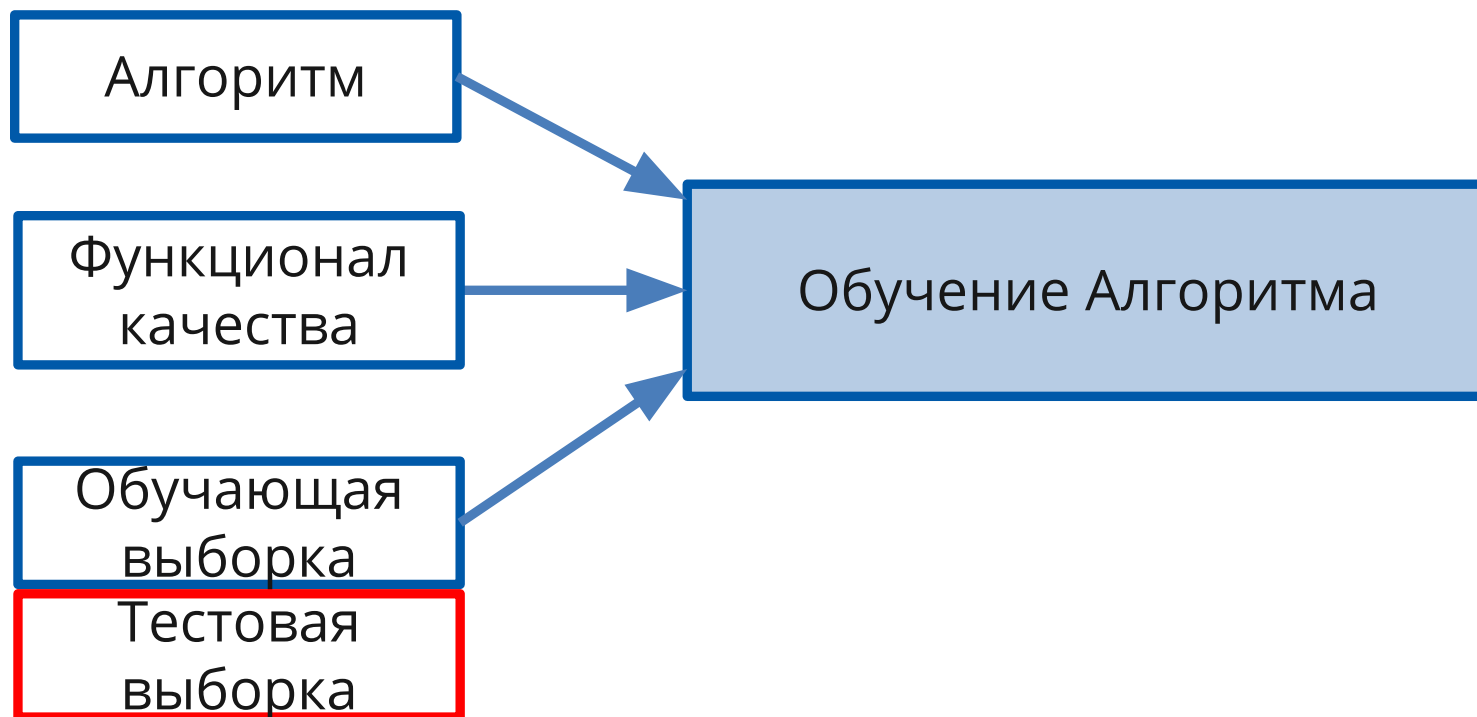 Алгоритм
Функционал
качества
Обучение Алгоритма
Обучающая
выборка
Тестовая
выборка